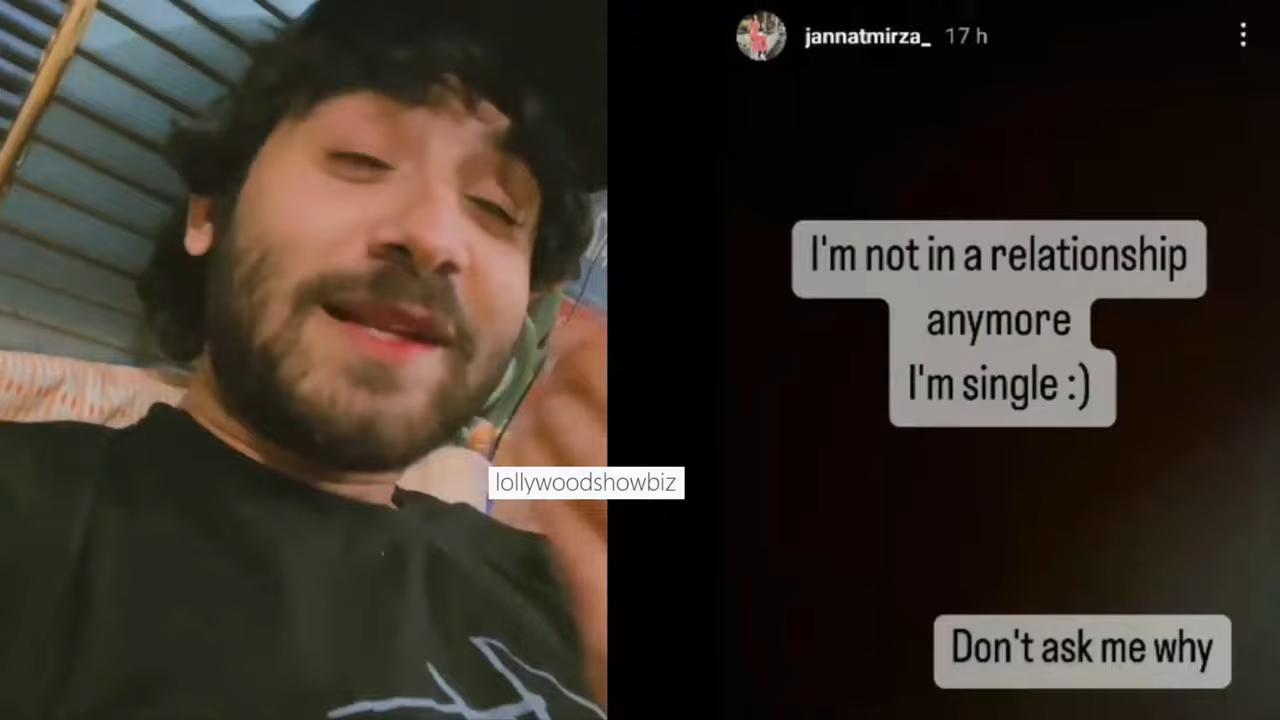 jannatmirza_ 17 h
I'm not in a relationship
anymore
I'm single :)
lollywoodshowbiz
Don't ask me why